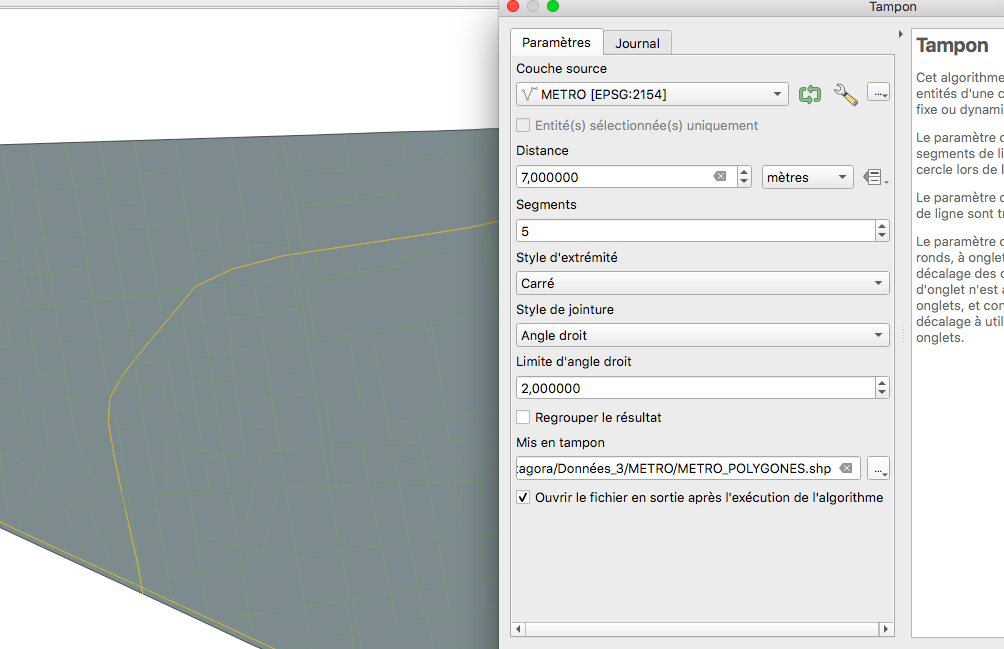 Tampon
Paramètres
Journal
Couche source
METRO [EPSG:2154]
...
Entité(s) sélectionnée(s) uniquement
Distance
7,000000
mètres
Segments
5
Style d'extrémité
Carré
Style de jointure
Angle droit
Limite d'angle droit
2,000000
Regrouper le résultat
Mis en tampon
tagora/Données_3/METRO/METRO_POLYGONES.shp
...
Ouvrir le fichier en sortie après l'exécution de l'algorithme
Tampon
Cet algorithme
entités d'une c
fixe ou dynami
Le paramètre d
segments de li
cercle lors de l
Le paramètre d
de ligne sont tr
Le paramètre d
ronds, à onglet
décalage des c
d'onglet n'est a
onglets, et con
décalage à util
onglets.